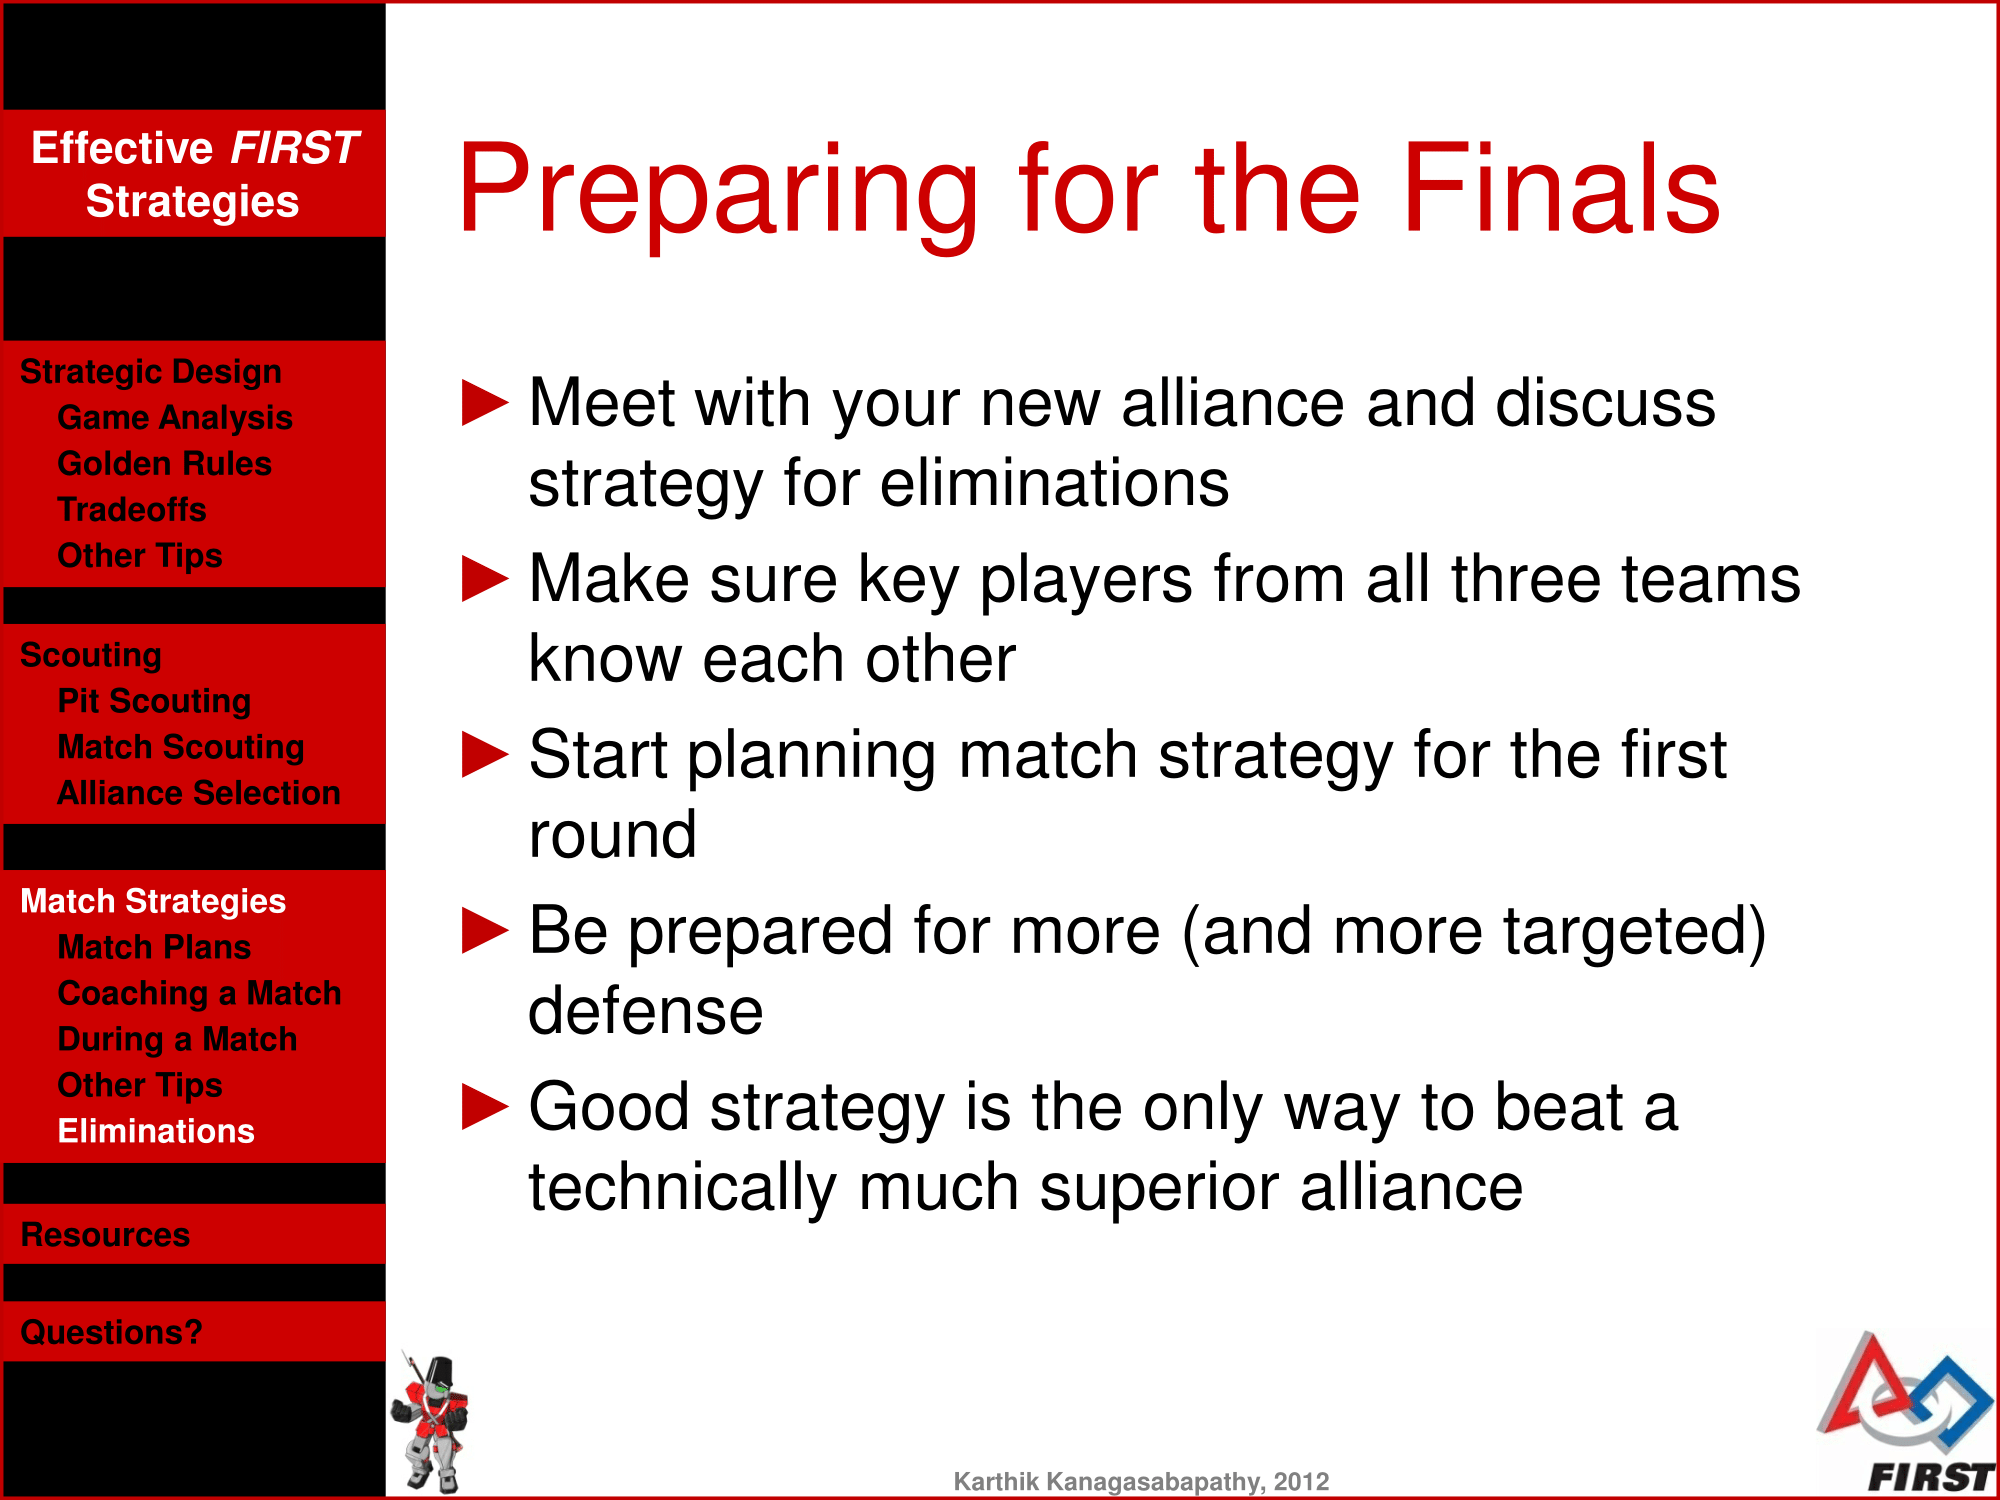 Effective FIRST
Strategies
Strategic Design
Game Analysis
Golden Rules
Tradeoffs
Other Tips
Scouting
Pit Scouting
Match Scouting
Alliance Selection
Match Strategies
Match Plans
Coaching a Match
During a Match
Other Tips
Eliminations
Resources
Questions?
Preparing for the Finals
Meet with your new alliance and discuss
strategy for eliminations
Make sure key players from all three teams
know each other
Start planning match strategy for the first
round
Be prepared for more (and more targeted)
defense
Good strategy is the only way to beat a
technically much superior alliance
Karthik Kanagasabapathy, 2012
FIRST